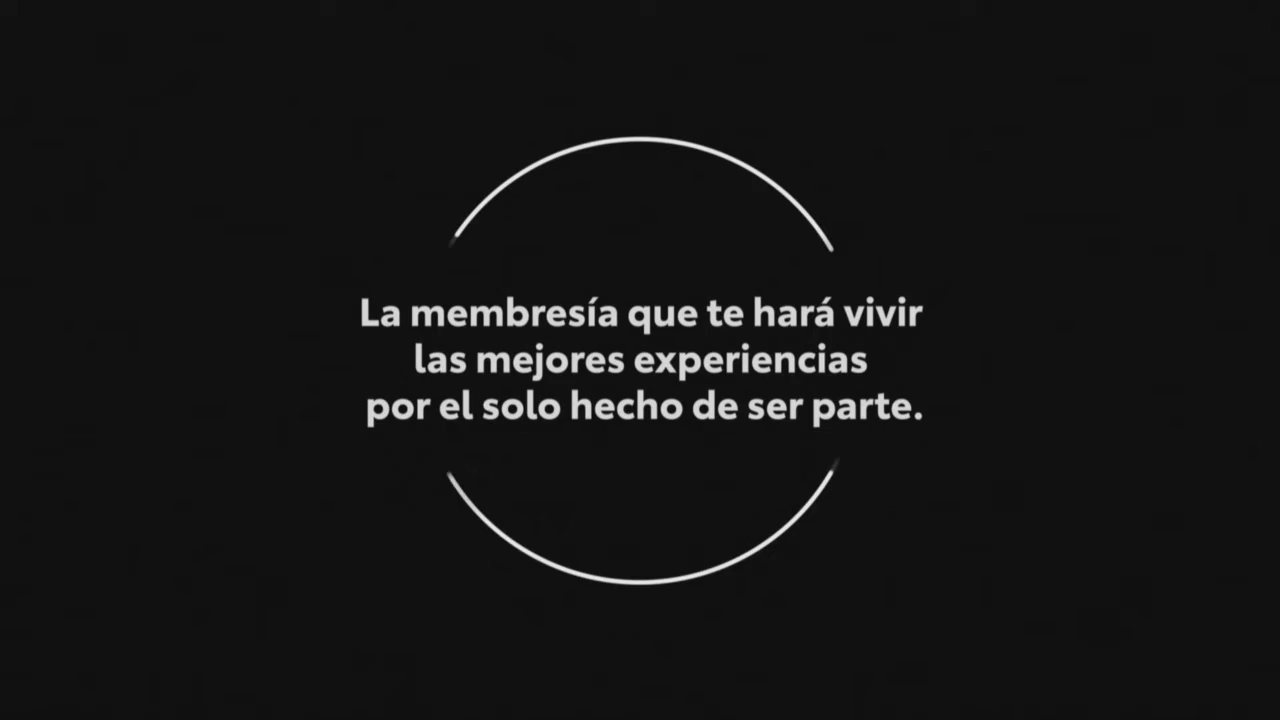 La membresía que te hará vivir
las mejores experiencias
por el solo hecho de ser parte.